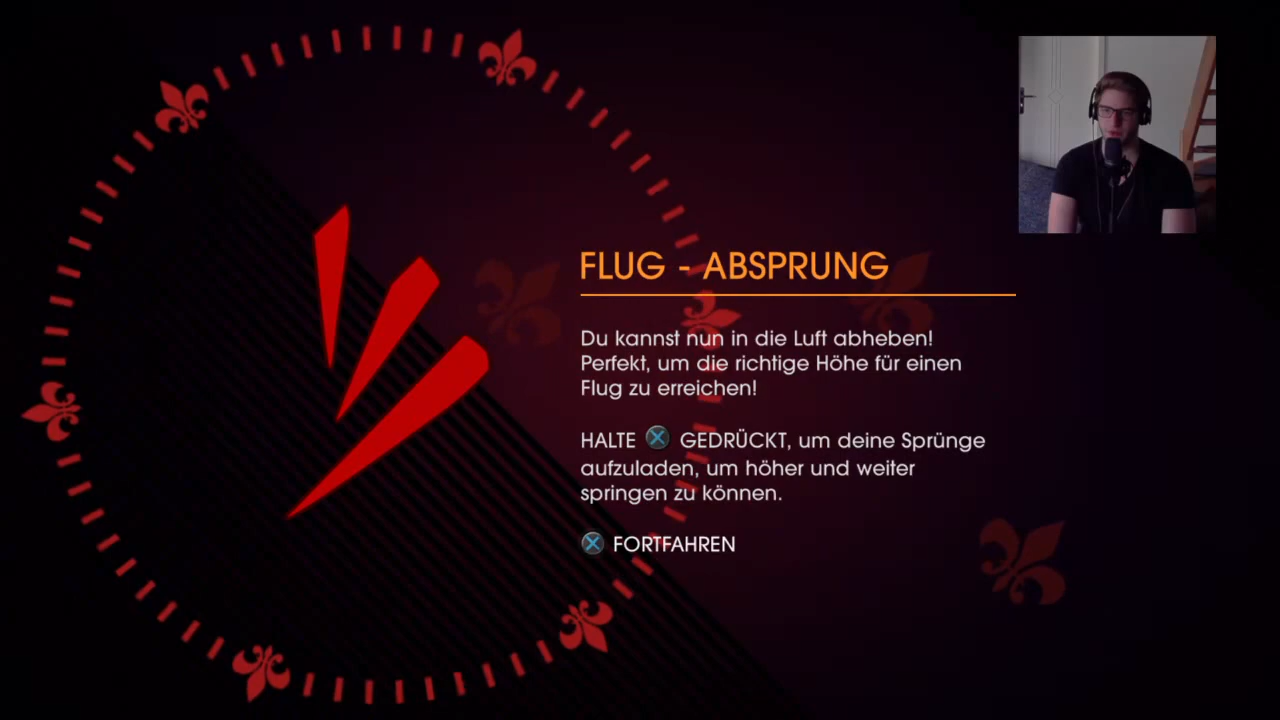 FLUG - ABSPRUNG
Du kannst nun in die Luft abheben!
Perfekt, um die richtige Höhe für einen
Flug zu erreichen!
HALTE GEDRÜCKT, um deine Sprünge
aufzuladen, um höher und weiter
springen zu können.
FORTFAHREN